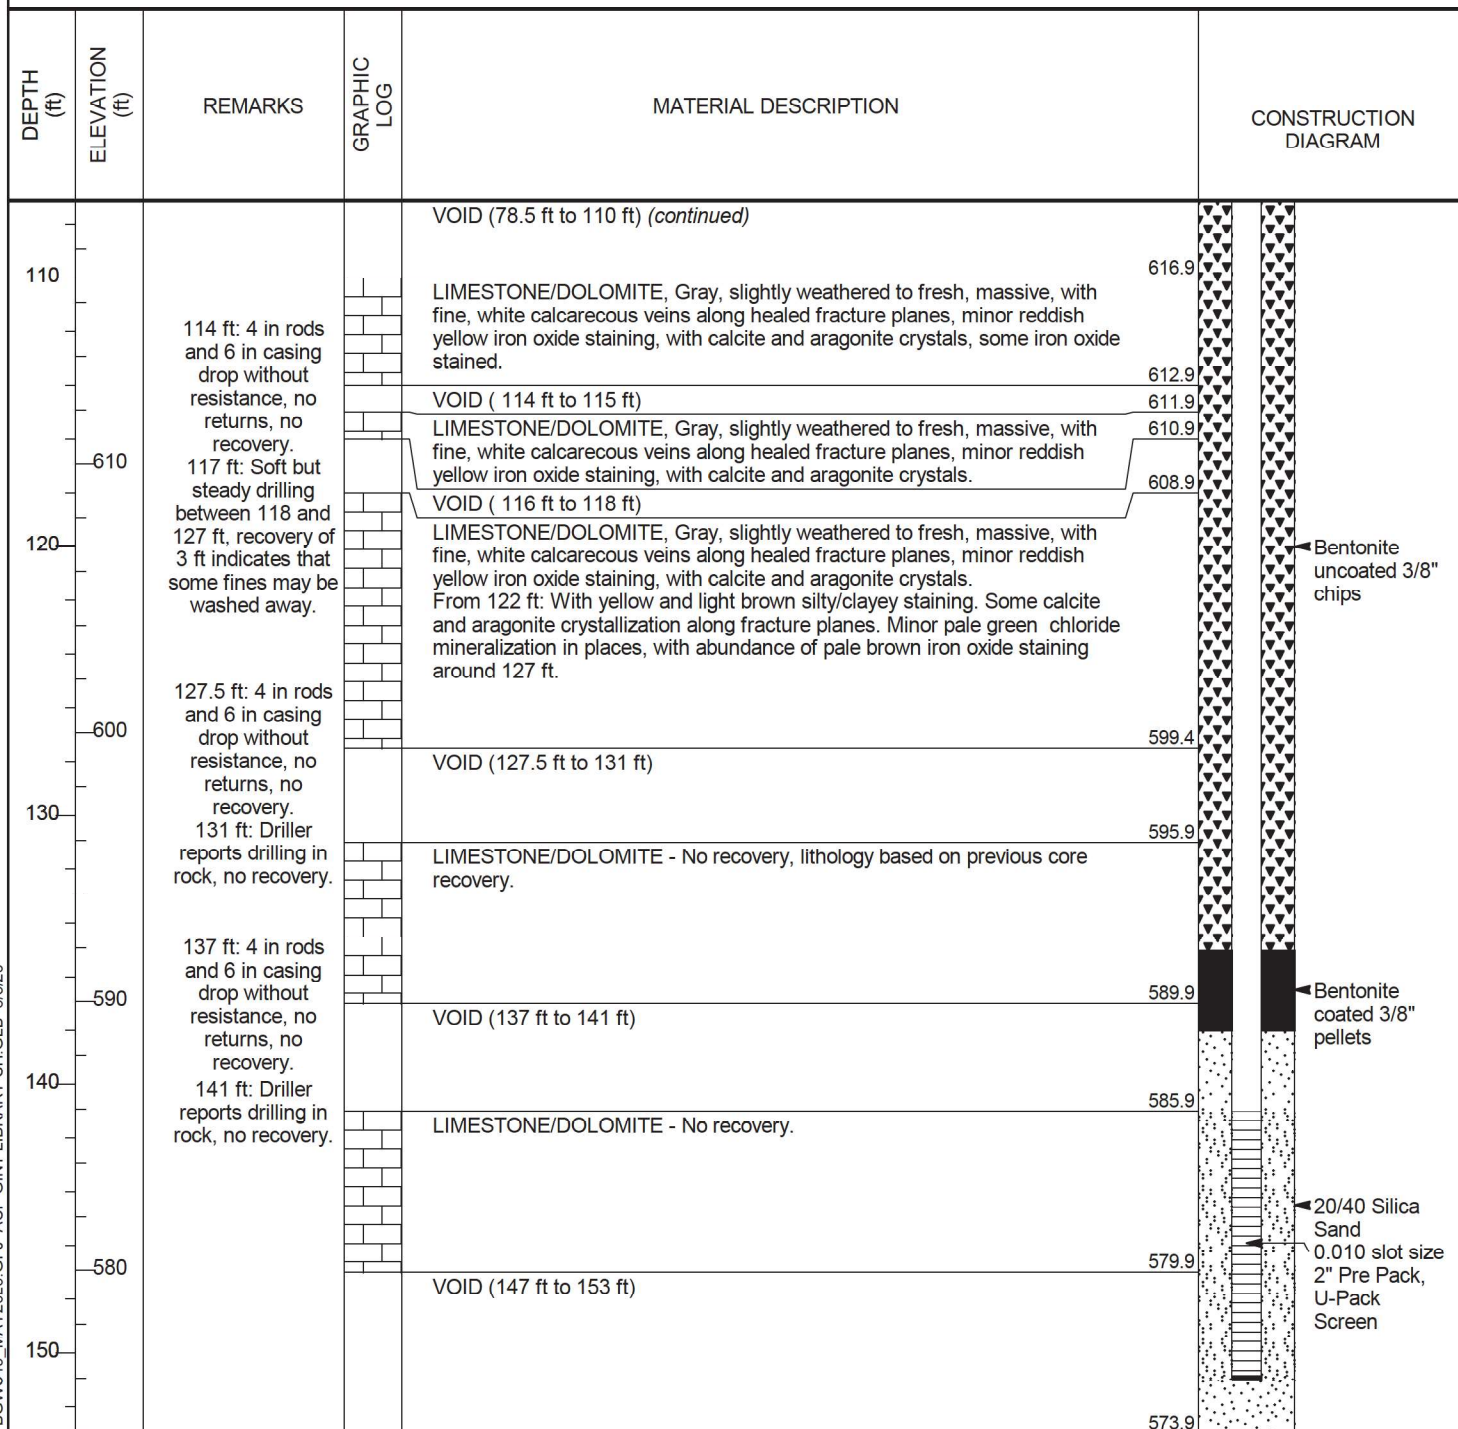 DEPTH (ft)
ELEVATION (ft)
REMARKS
GRAPHIC LOG
MATERIAL DESCRIPTION
CONSTRUCTION
DIAGRAM
110
120
130
140
150
610
600
590
580
114 ft: 4 in rods
and 6 in casing
drop without
resistance, no
returns, no
recovery.
117 ft: Soft but
steady drilling
between 118 and
127 ft, recovery of
3 ft indicates that
some fines may be
washed away.
127.5 ft: 4 in rods
and 6 in casing
drop without
resistance, no
returns, no
recovery.
131 ft: Driller
reports drilling in
rock, no recovery.
137 ft: 4 in rods
and 6 in casing
drop without
resistance, no
returns, no
recovery.
141 ft: Driller
reports drilling in
rock, no recovery.
VOID (78.5 ft to 110 ft) (continued)
616.9
LIMESTONE/DOLOMITE, Gray, slightly weathered to fresh, massive, with
fine, white calcarecous veins along healed fracture planes, minor reddish
yellow iron oxide staining, with calcite and aragonite crystals, some iron oxide
stained.
612.9
VOID ( 114 ft to 115 ft)
611.9
LIMESTONE/DOLOMITE, Gray, slightly weathered to fresh, massive, with
fine, white calcarecous veins along healed fracture planes, minor reddish
yellow iron oxide staining, with calcite and aragonite crystals.
610.9
VOID ( 116 ft to 118 ft)
608.9
LIMESTONE/DOLOMITE, Gray, slightly weathered to fresh, massive, with
fine, white calcarecous veins along healed fracture planes, minor reddish
yellow iron oxide staining, with calcite and aragonite crystals.
From 122 ft: With yellow and light brown silty/clayey staining. Some calcite
and aragonite crystallization along fracture planes. Minor pale green chloride
mineralization in places, with abundance of pale brown iron oxide staining
around 127 ft.
599.4
VOID (127.5 ft to 131 ft)
595.9
LIMESTONE/DOLOMITE - No recovery, lithology based on previous core
recovery.
589.9
VOID (137 ft to 141 ft)
585.9
LIMESTONE/DOLOMITE - No recovery.
579.9
VOID (147 ft to 153 ft)
573.9
Bentonite
uncoated 3/8"
chips
Bentonite
coated 3/8"
pellets
20/40 Silica
Sand
0.010 slot size
2" Pre Pack,
U-Pack
Screen